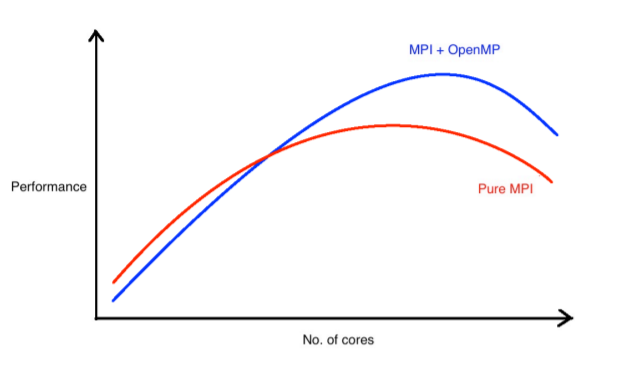 MPI + OpenMP
Performance
Pure MPI
No. of cores